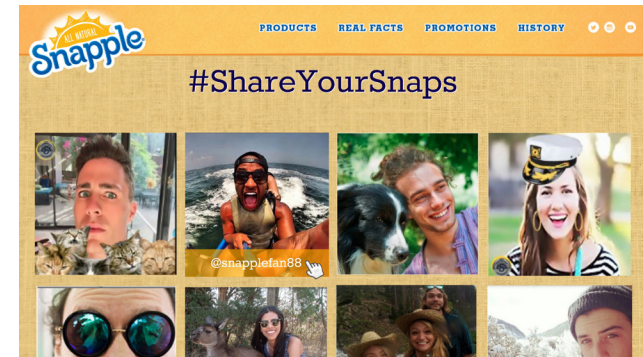 ALL NATURAL
Snapple
PRODUCTS REAL FACTS PROMOTIONS HISTORY
#ShareYourSnaps
@snapplefan88